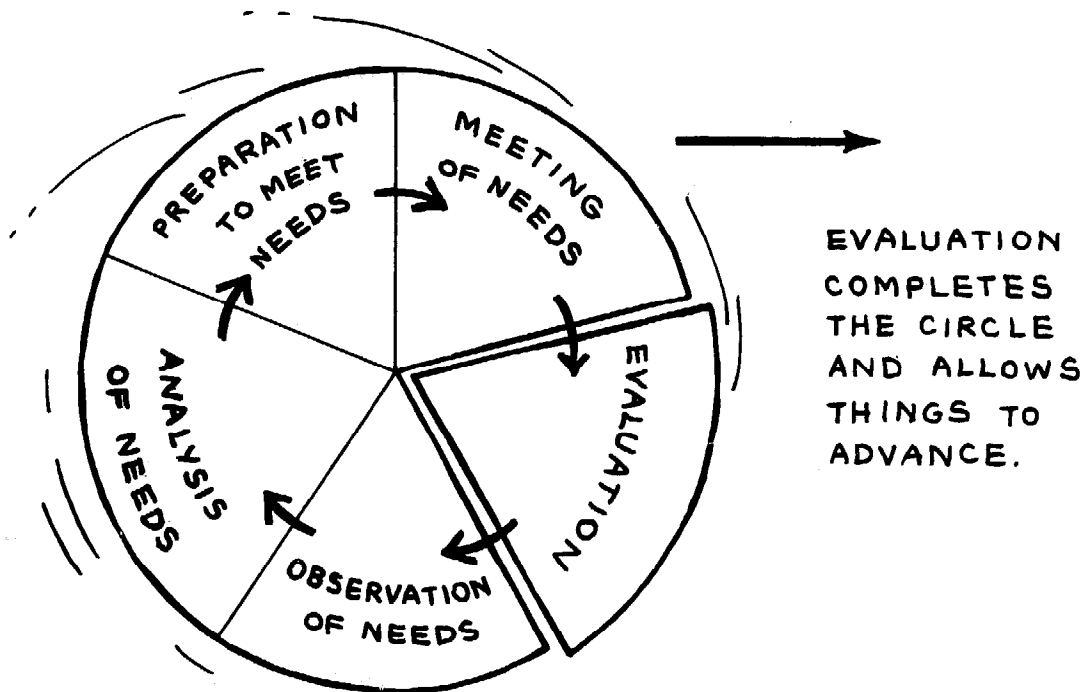 PREPARATION
TO MEET
NEEDS
MEETING
OF NEEDS
EVALUATION
OBSERVATION
OF NEEDS
ANALYSIS
OF NEEDS
EVALUATION
COMPLETES
THE CIRCLE
AND ALLOWS
THINGS TO
ADVANCE.